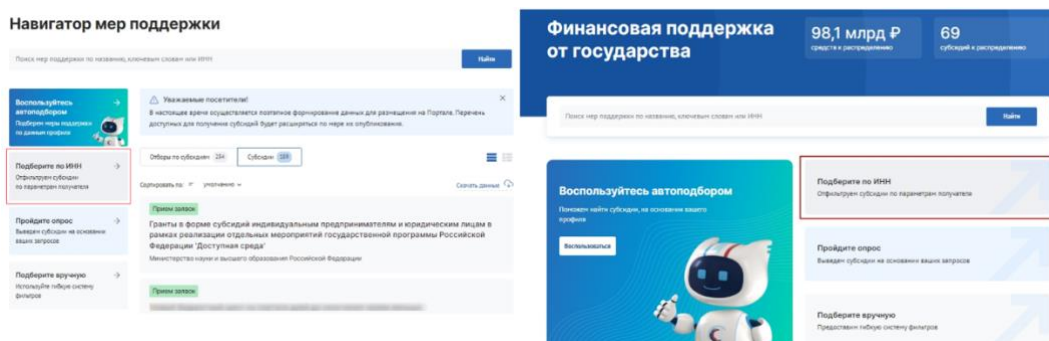 Навигатор мер поддержки
Поиск мер поддержки по названию, ключевым словам или ИНН
Найти
Воспользуйтесь
автоподбором
Подберем меры поддержки
по данным профиля
Подберите по ИНН
Отфильтруем субсидии
по параметрам получателя
Пройдите опрос
Выведем субсидии на основании
ваших запросов
Подберите вручную
Используйте гибкую систему
фильтров
Уважаемые посетители!
В настоящее время осуществляется поэтапное формирование данных для размещения на Портале. Перечень
доступных для получения субсидий будет расширяться по мере их опубликования.
Отборы по субсидиям
Субсидии
Сортировать по: умолчанию
Скачать данные
Прием заявок
Гранты в форме субсидий индивидуальным предпринимателям и юридическим лицам в
рамках реализации отдельных мероприятий государственной программы Российской
Федерации 'Доступная среда'
Министерство науки и высшего образования Российской Федерации
Прием заявок
Финансовая поддержка
от государства
98,1 млрд ₽
средств к распределению
69
субсидий к распределению
Поиск мер поддержки по названию, ключевым словам или ИНН
Найти
Воспользуйтесь автоподбором
Поможем найти субсидии, на основании вашего
профиля
Воспользоваться
Подберите по ИНН
Отфильтруем субсидии по параметрам получателя
Пройдите опрос
Выведем субсидии на основании ваших запросов
Подберите вручную
Предоставим гибкую систему фильтров